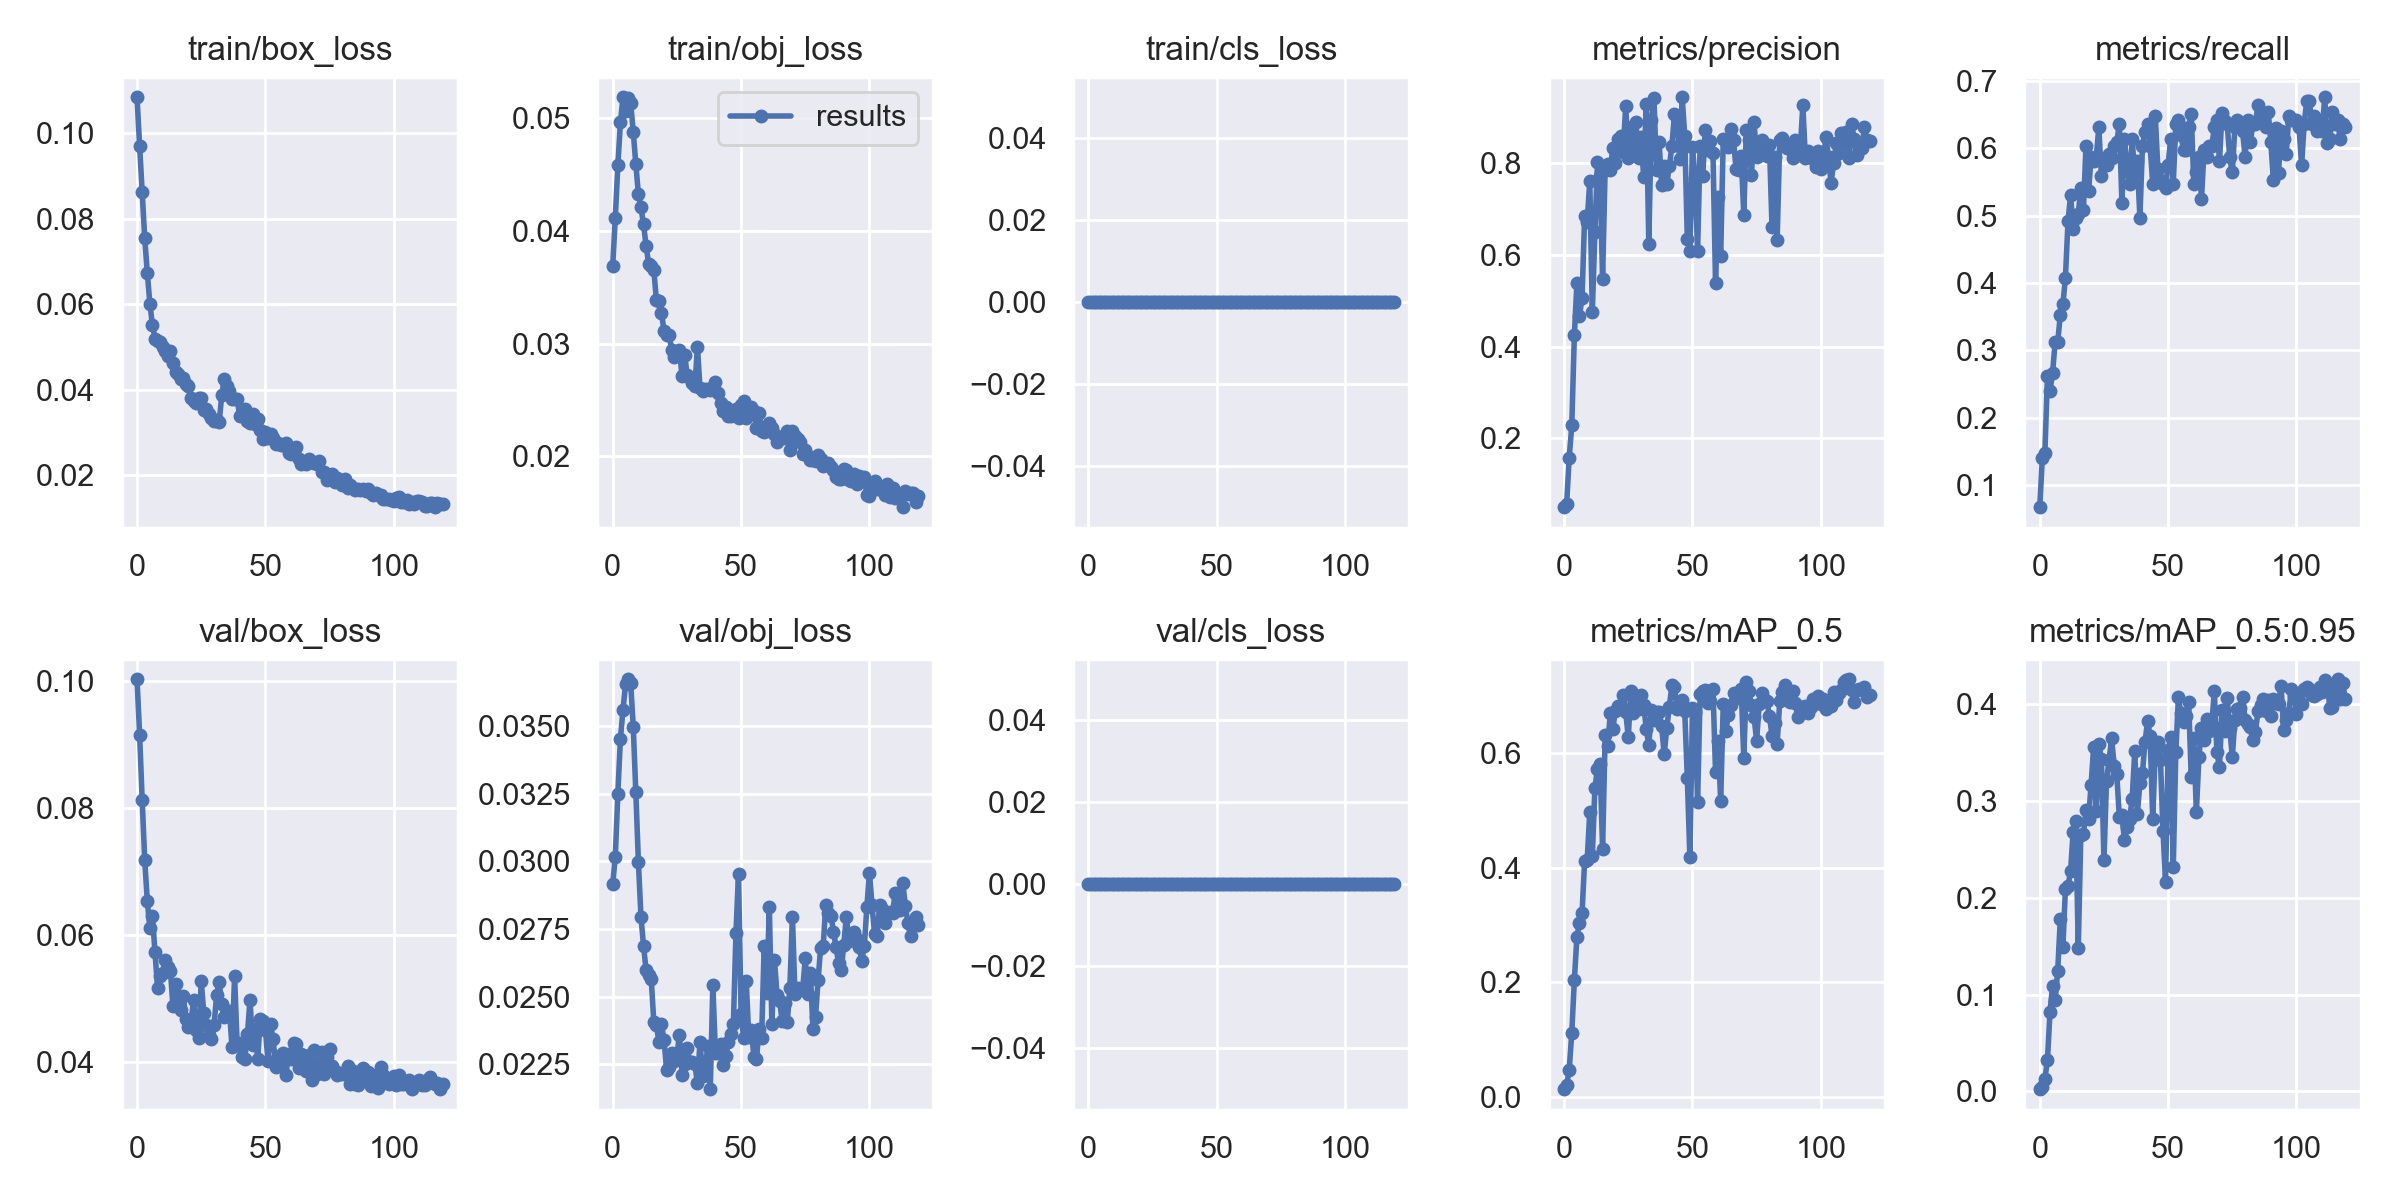 train/box_loss
0.10
0.08
0.06
0.04
0.02
0 50 100
train/obj_loss
results
0.05
0.04
0.03
0.02
0 50 100
train/cls_loss
0.04
0.02
0.00
−0.02
−0.04
0 50 100
metrics/precision
0.8
0.6
0.4
0.2
0 50 100
metrics/recall
0.7
0.6
0.5
0.4
0.3
0.2
0.1
0 50 100
val/box_loss
0.10
0.08
0.06
0.04
0 50 100
val/obj_loss
0.0350
0.0325
0.0300
0.0275
0.0250
0.0225
0 50 100
val/cls_loss
0.04
0.02
0.00
−0.02
−0.04
0 50 100
metrics/mAP_0.5
0.6
0.4
0.2
0.0
0 50 100
metrics/mAP_0.5:0.95
0.4
0.3
0.2
0.1
0.0
0 50 100